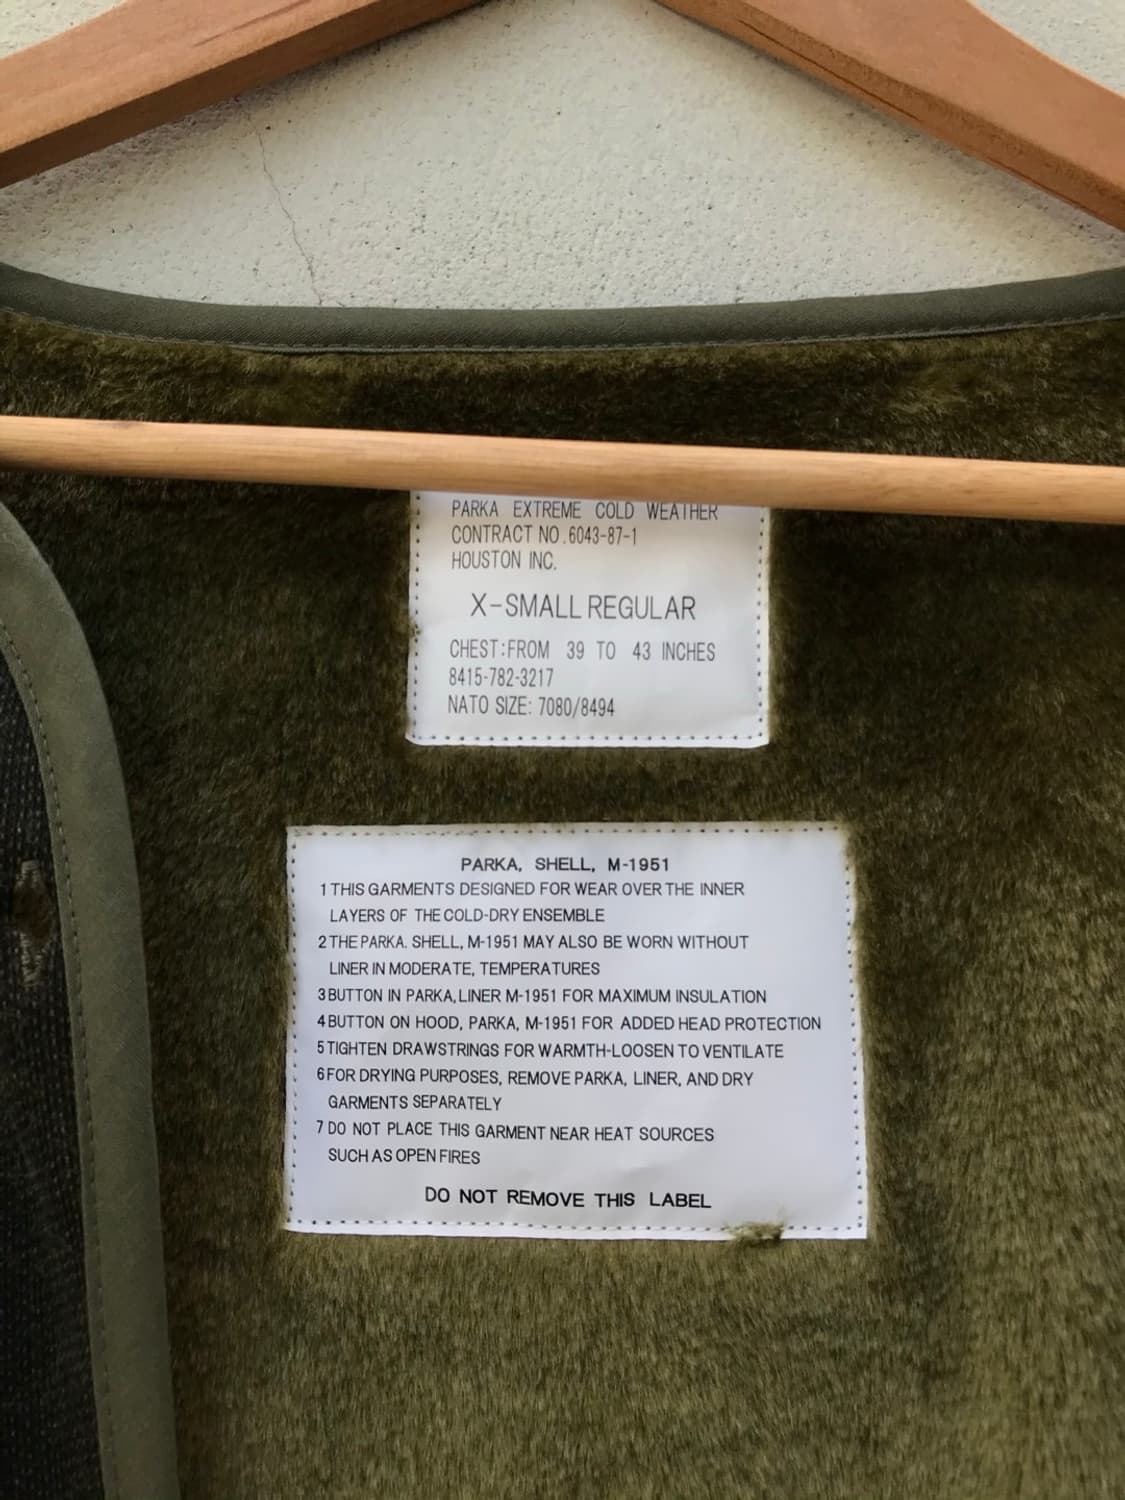 PARKA EXTREME COLD WEATHER
CONTRACT NO.6043-87-1
HOUSTON INC.
X-SMALL REGULAR
CHEST:FROM 39 TO 43 INCHES
8415-782-3217
NATO SIZE: 7080/8494
PARKA, SHELL, M-1951
1 THIS GARMENTS DESIGNED FOR WEAR OVER THE INNER
LAYERS OF THE COLD-DRY ENSEMBLE
2 THE PARKA. SHELL, M-1951 MAY ALSO BE WORN WITHOUT
LINER IN MODERATE, TEMPERATURES
3 BUTTON IN PARKA, LINER M-1951 FOR MAXIMUM INSULATION
4 BUTTON ON HOOD, PARKA, M-1951 FOR ADDED HEAD PROTECTION
5 TIGHTEN DRAWSTRINGS FOR WARMTH-LOOSEN TO VENTILATE
6 FOR DRYING PURPOSES, REMOVE PARKA, LINER, AND DRY
GARMENTS SEPARATELY
7 DO NOT PLACE THIS GARMENT NEAR HEAT SOURCES
SUCH AS OPEN FIRES
DO NOT REMOVE THIS LABEL